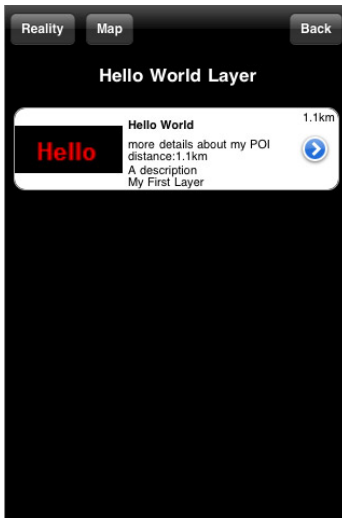 Reality Map Back
Hello World Layer
1.1km
Hello World
Hello
more details about my POI
distance:1.1km
A description
My First Layer